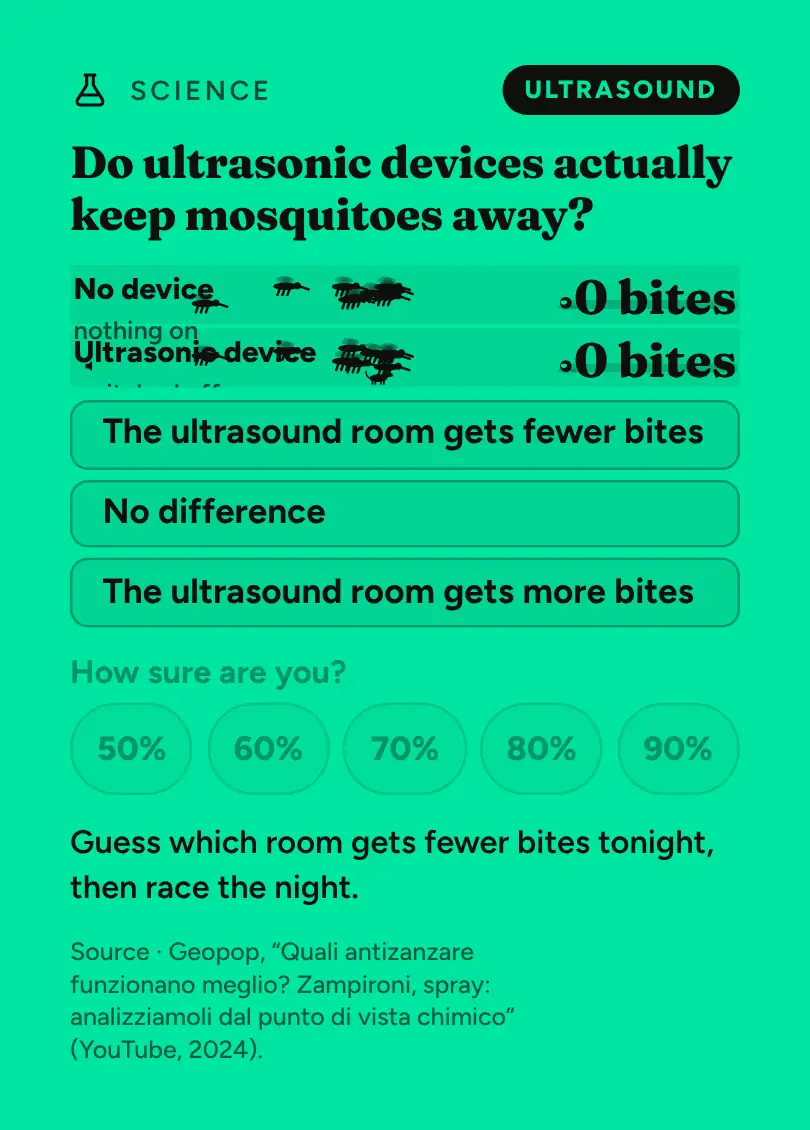 SCIENCE
ULTRASOUND
Do ultrasonic devices actually
keep mosquitoes away?
No device
0 bites
nothing on
Ultrasonic device
0 bites
The ultrasound room gets fewer bites
No difference
The ultrasound room gets more bites
How sure are you?
50%
60%
70%
80%
90%
Guess which room gets fewer bites tonight,
then race the night.
Source · Geopop, “Quali antizanzare
funzionano meglio? Zampironi, spray:
analizziamoli dal punto di vista chimico”
(YouTube, 2024).